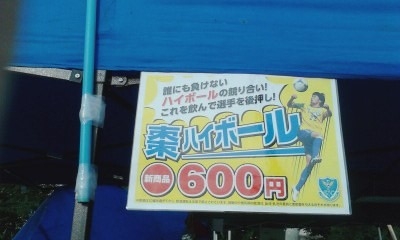 誰にも負けない
ハイボールの競り合い!
これを飲んで選手を後押し!
棗ハイボール
新商品
600円